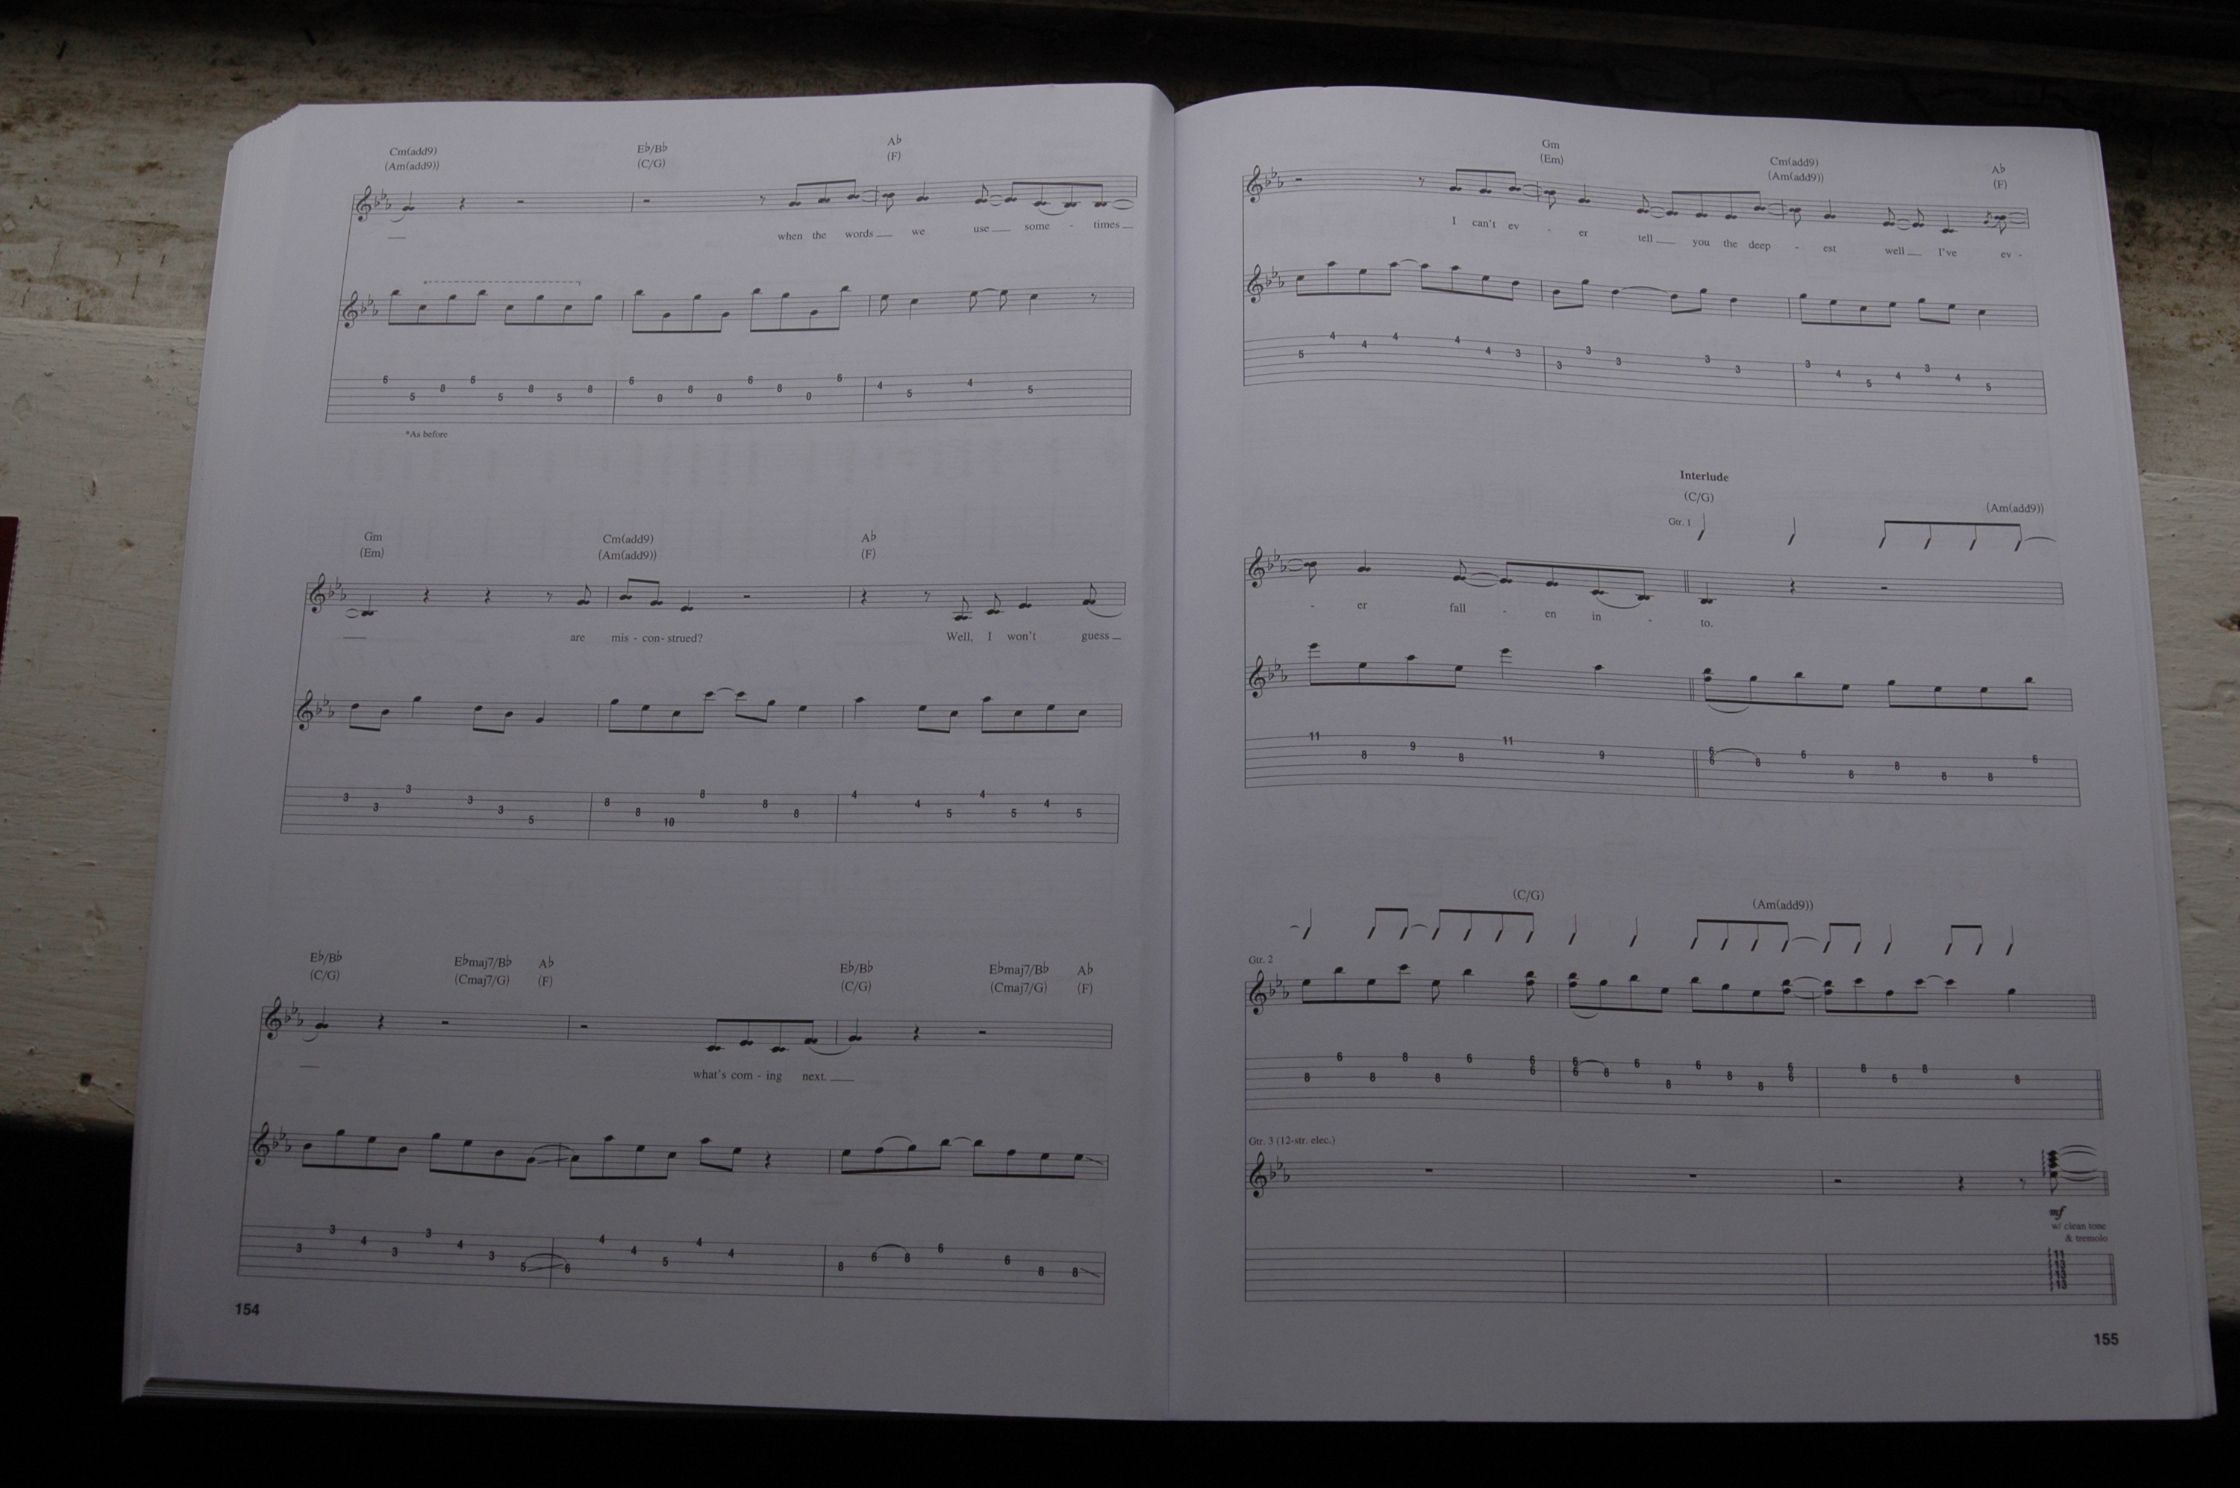 Cm(add9) E♭/B♭ A♭
(Am(add9)) (C/G) (F)
when the words we use some - times
6 5 8 6 5 8 5 8 6 0 8 0 6 8 0 6 4 5 4 5
*As before
Gm Cm(add9) A♭
(Em) (Am(add9)) (F)
are mis - con - strued? Well, I won't guess
3 3 3 3 3 5 8 8 10 8 8 8 4 4 5 4 5 4 5
E♭/B♭ E♭maj7/B♭ A♭ E♭/B♭ E♭maj7/B♭ A♭
(C/G) (Cmaj7/G) (F) (C/G) (Cmaj7/G) (F)
what's com - ing next.
3 3 4 3 3 4 3 5 6 4 4 5 4 4 8 6 8 6 6 8 8
154
Gm Cm(add9) A♭
(Em) (Am(add9)) (F)
I can't ev - er tell you the deep - est well I've ev -
5 4 4 4 4 4 3 3 3 3 3 3 3 4 5 4 3 4 5
Interlude
(C/G) (Am(add9))
Gtr. 1
- er fall - en in - to.
11 8 9 8 11 9 6 6 8 6 8 8 8 8 6
(C/G) (Am(add9))
Gtr. 2
8 6 8 8 8 6 6 6 6 6 8 6 8 6 8 8 6 6 8 6 8 8
Gtr. 3 (12-str. elec.)
mf
w/ clean tone
& tremolo
155